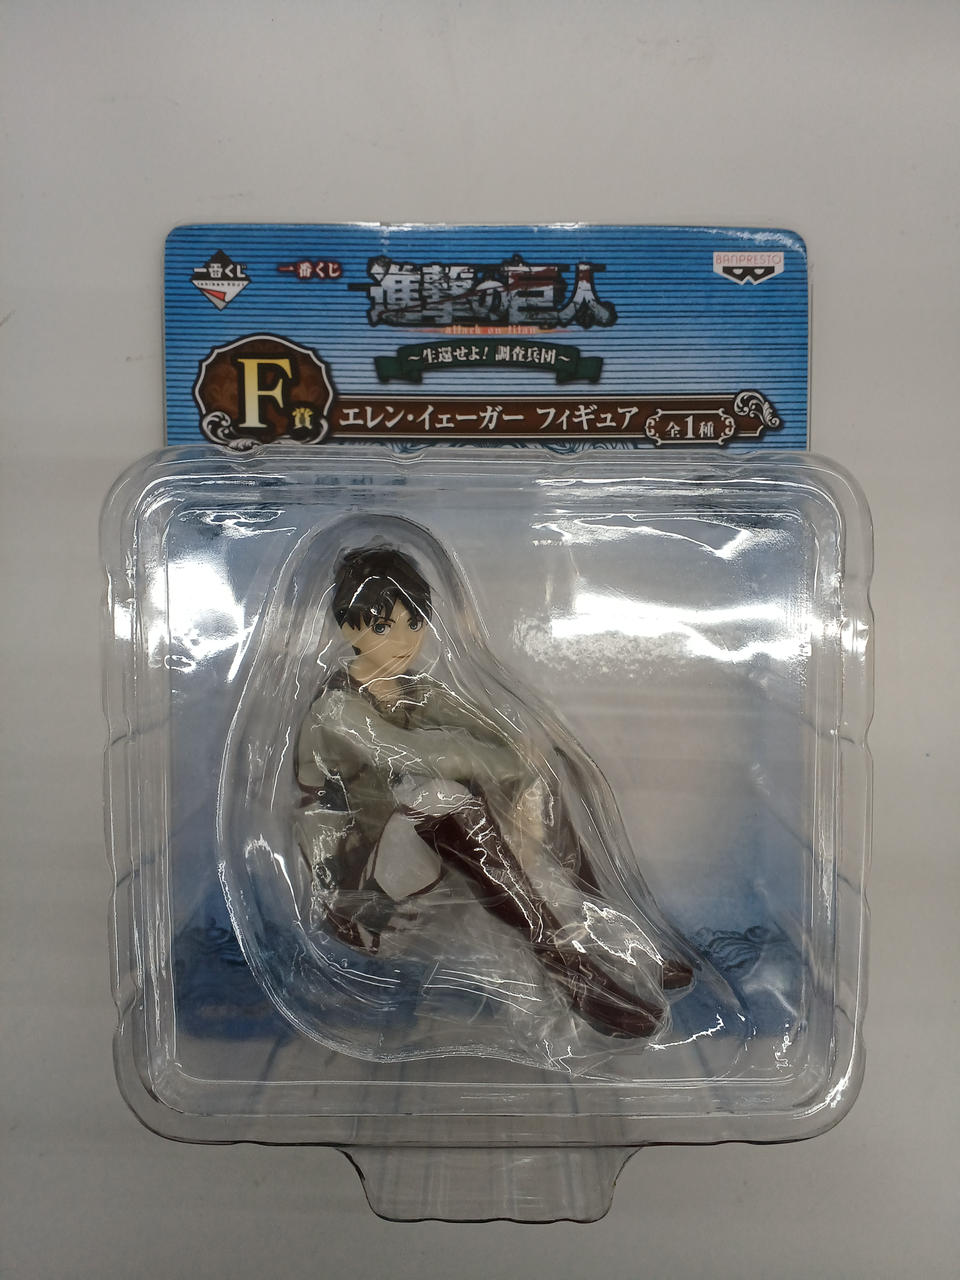 一番くじ
ichiban KUJI
一番くじ
進撃の巨人
attack on titan
BANPRESTO
～生還せよ! 調査兵団～
F賞
エレン・イェーガー フィギュア
全1種